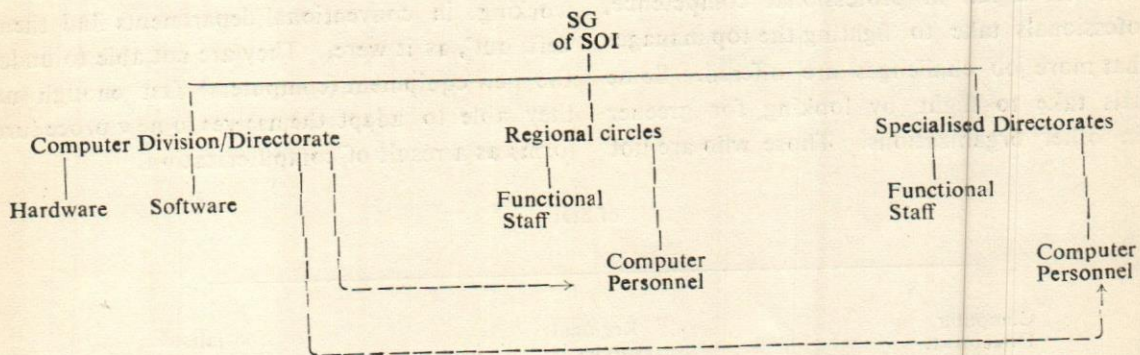 SG
of SOI
Computer Division/Directorate
Regional circles
Specialised Directorates
Hardware
Software
Functional
Staff
Functional
Staff
Computer
Personnel
Computer
Personnel